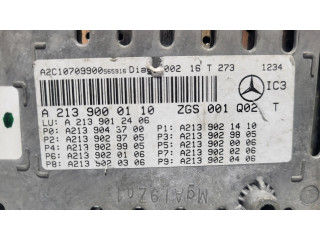 A2C10709900565916 Diag 002 16 T 273 1234
IC3
A 213 900 01 10 ZGS 001 Q02 T
LU: A 213 901 24 06
P0: A213 904 37 00 P1: A213 902 14 10
P2: A213 902 97 05 P3: A213 902 98 05
P4: A213 902 99 05 P5: A213 902 00 06
P6: A213 902 01 06 P7: A213 902 02 06
P8: A213 902 03 06 P9: A213 902 04 06